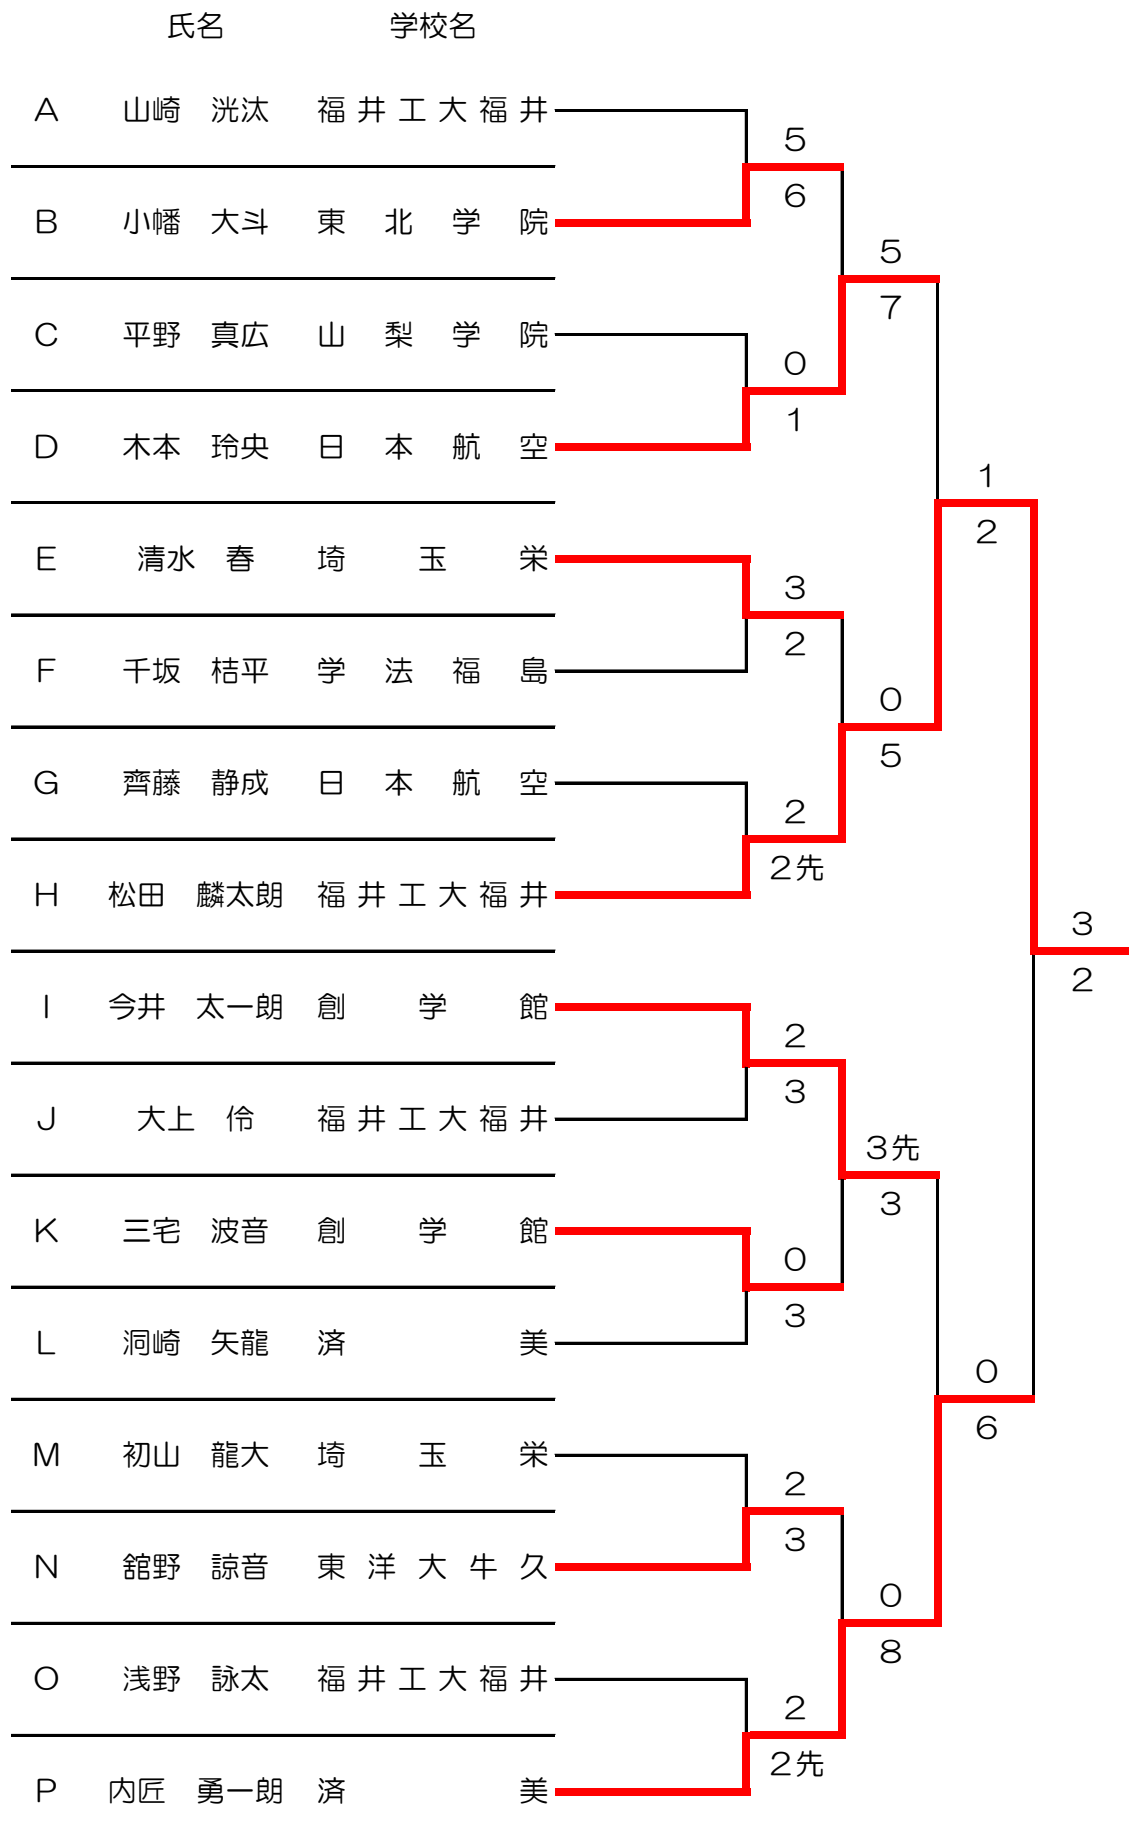 氏名 学校名
A 山崎 洸汰 福井工大福井
5
6
B 小幡 大斗 東北学院
5
7
C 平野 真広 山梨学院
0
1
D 木本 玲央 日本航空
1
2
E 清水 春 埼玉栄
3
2
F 千坂 桔平 学法福島
0
5
G 齊藤 静成 日本航空
2
2先
H 松田 麟太朗 福井工大福井
3
2
I 今井 太一朗 創学館
2
3
J 大上 伶 福井工大福井
3先
3
K 三宅 波音 創学館
0
3
L 洞崎 矢龍 済美
0
6
M 初山 龍大 埼玉栄
2
3
N 舘野 諒音 東洋大牛久
0
8
O 浅野 詠太 福井工大福井
2
2先
P 内匠 勇一朗 済美